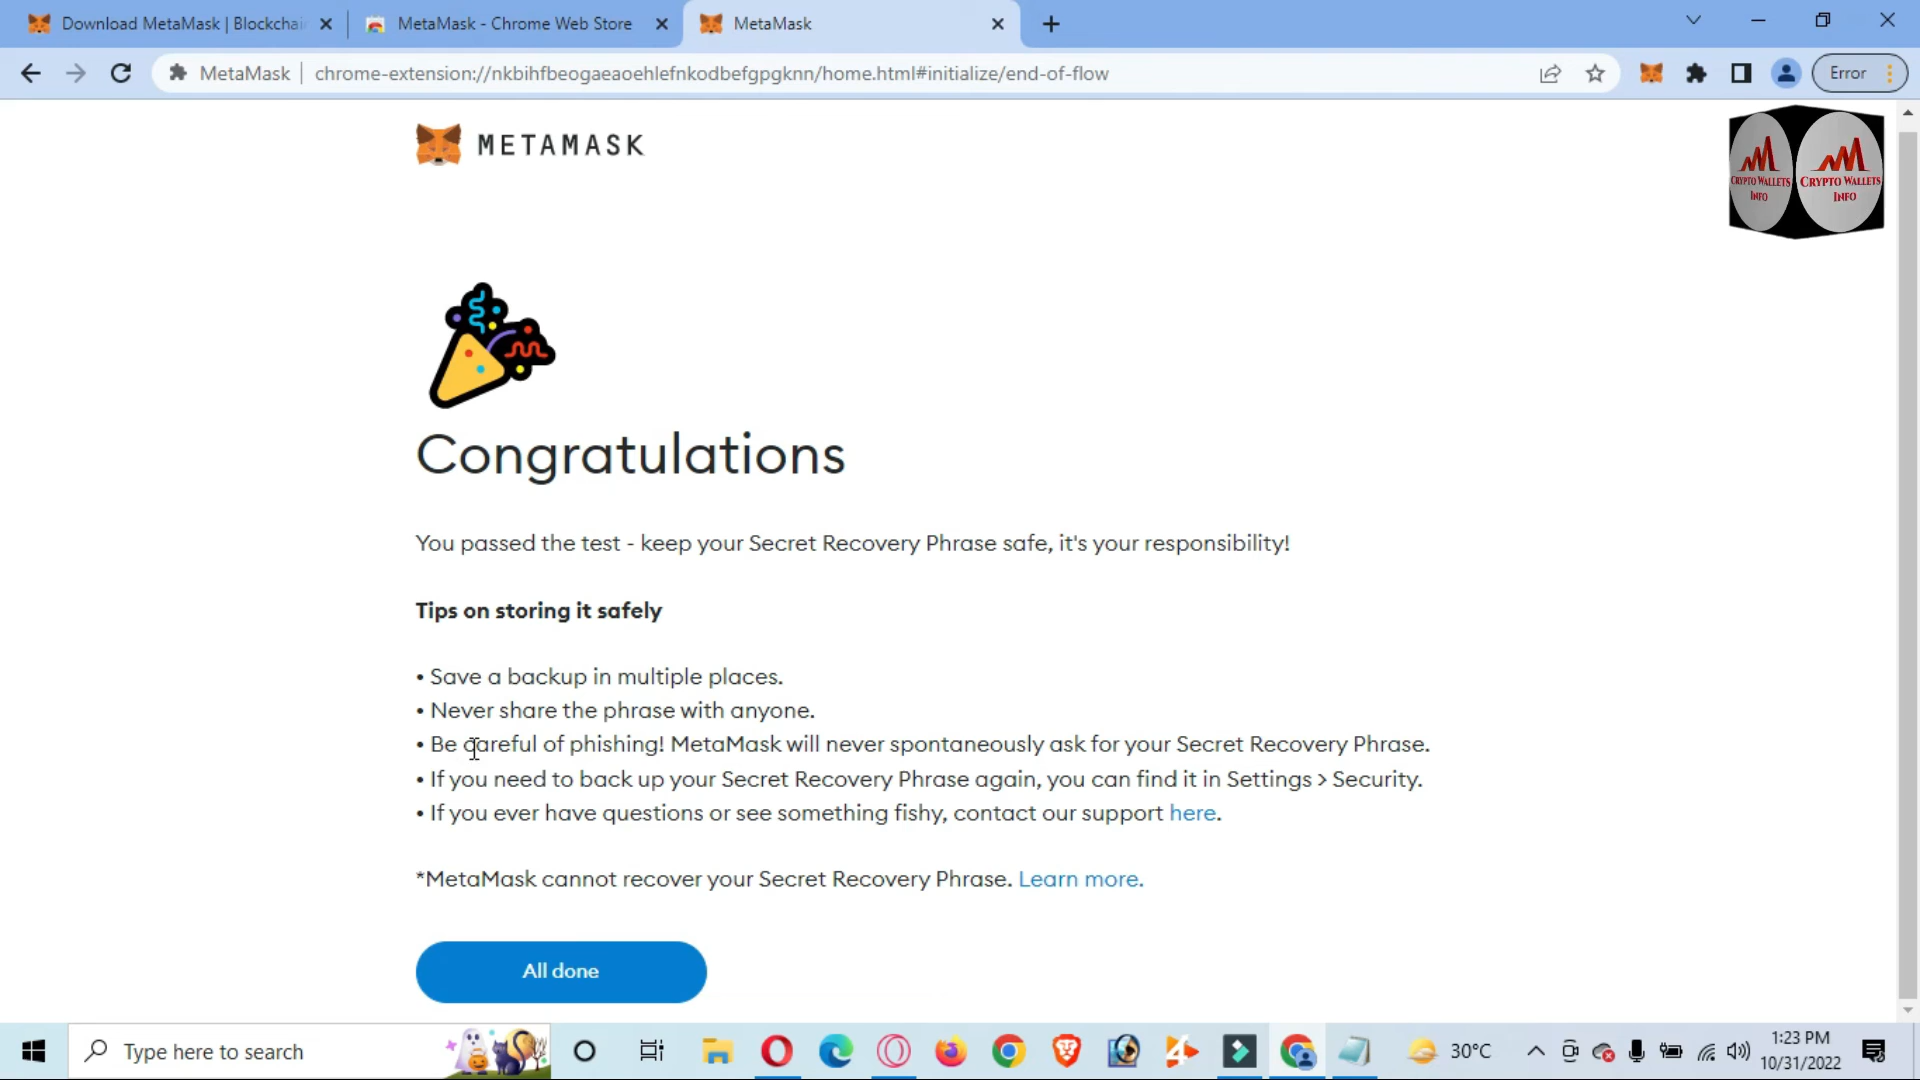 Download MetaMask | Blockchai
MetaMask - Chrome Web Store
MetaMask
MetaMask
chrome-extension://nkbihfbeogaeaoehlefnkodbefgpgknn/home.html#initialize/end-of-flow
Error
METAMASK
CRYPTO WALLETS
INFO
CRYPTO WALLETS
INFO
Congratulations
You passed the test - keep your Secret Recovery Phrase safe, it's your responsibility!
Tips on storing it safely
• Save a backup in multiple places.
• Never share the phrase with anyone.
• Be careful of phishing! MetaMask will never spontaneously ask for your Secret Recovery Phrase.
• If you need to back up your Secret Recovery Phrase again, you can find it in Settings > Security.
• If you ever have questions or see something fishy, contact our support here.
*MetaMask cannot recover your Secret Recovery Phrase. Learn more.
All done
Type here to search
30°C
1:23 PM
10/31/2022